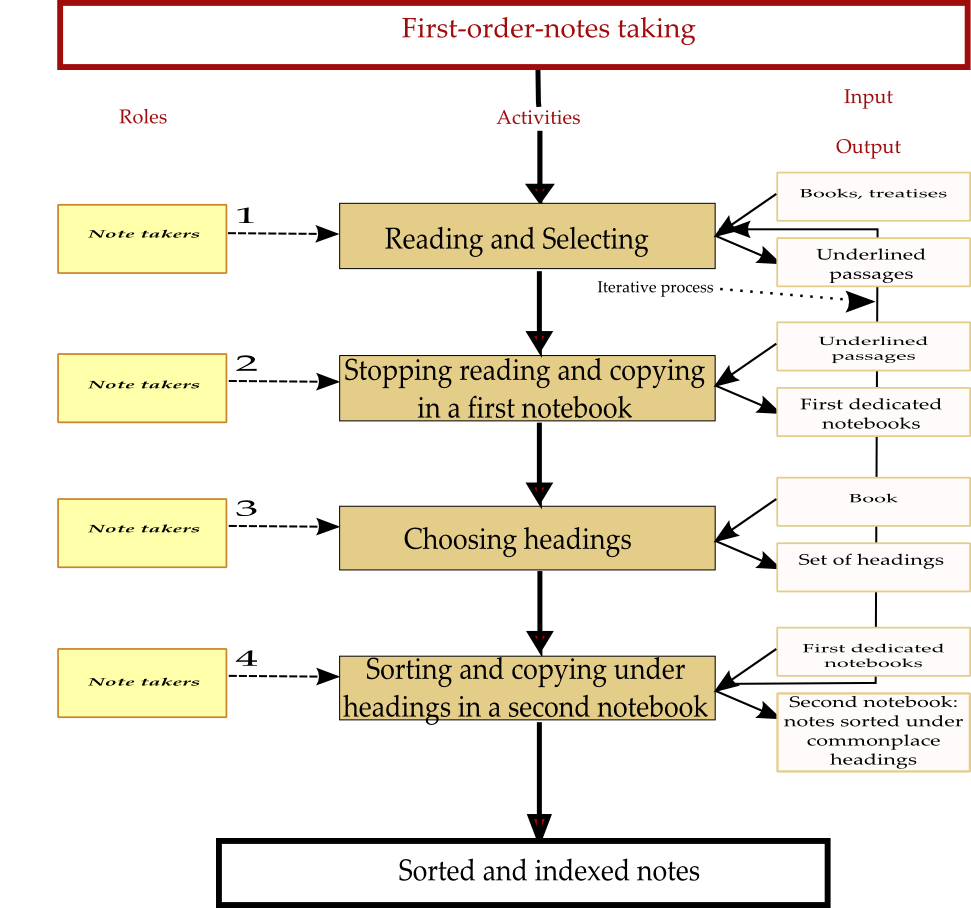 First-order-notes taking
Roles
Activities
Input
Output
Note takers
1
Reading and Selecting
Books, treatises
Underlined
passages
Iterative process
Note takers
2
Stopping reading and copying
in a first notebook
Underlined
passages
First dedicated
notebooks
Note takers
3
Choosing headings
Book
Set of headings
Note takers
4
Sorting and copying under
headings in a second notebook
First dedicated
notebooks
Second notebook:
notes sorted under
commonplace
headings
Sorted and indexed notes